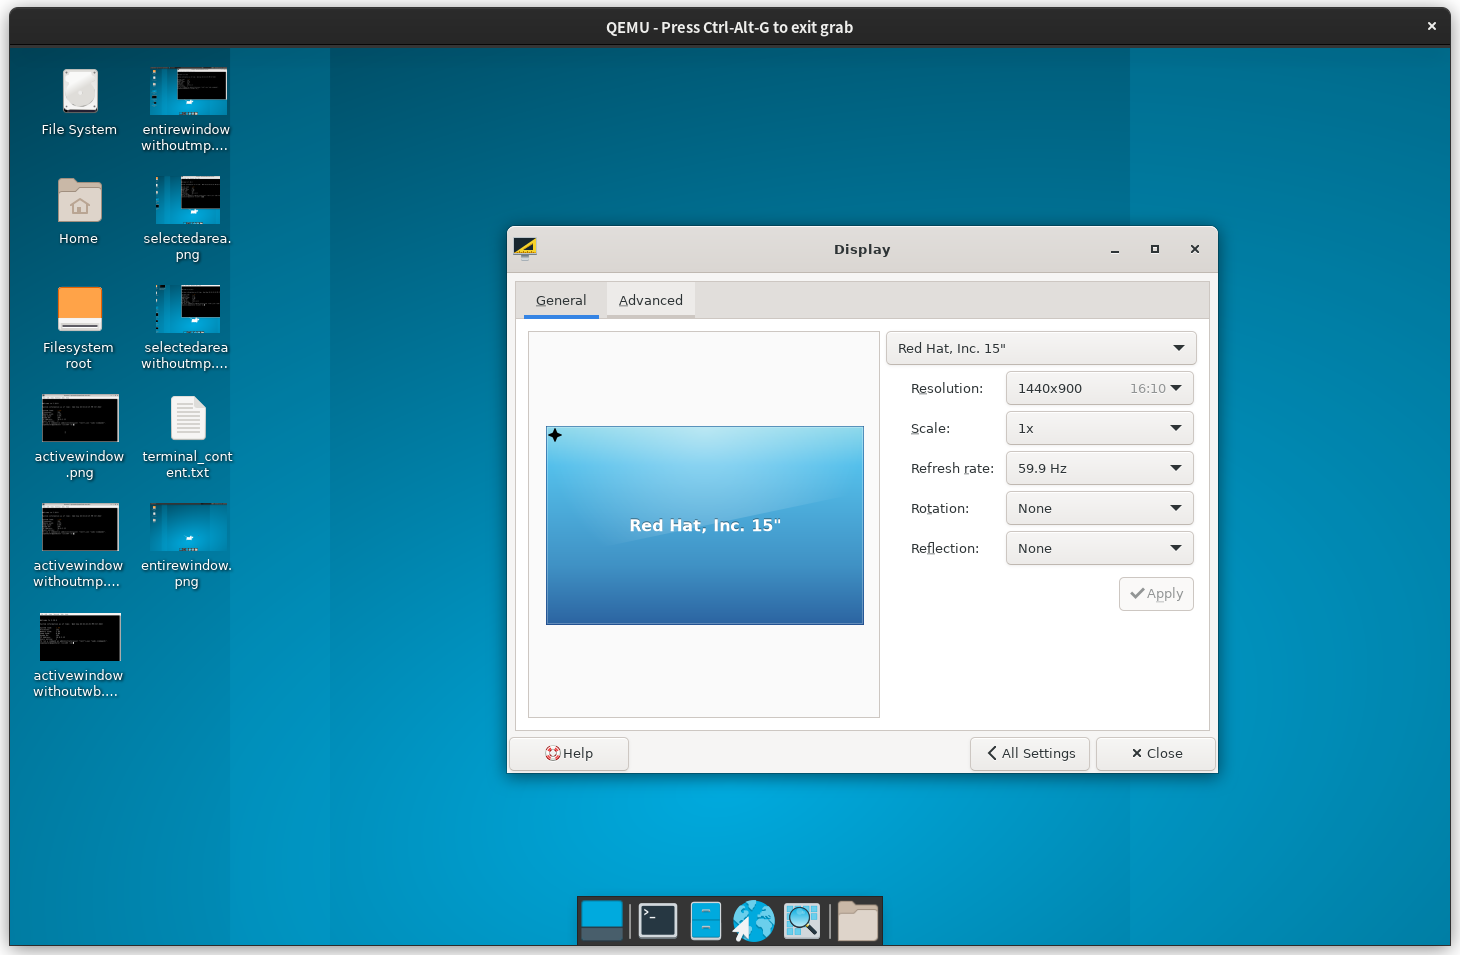 QEMU - Press Ctrl-Alt-G to exit grab
File System
entirewindow
withoutmp....
Home
selectedarea.
png
Filesystem
root
selectedarea
withoutmp....
activewindow
.png
terminal_cont
ent.txt
activewindow
withoutmp....
entirewindow.
png
activewindow
withoutwb....
Display
General
Advanced
Red Hat, Inc. 15"
Red Hat, Inc. 15"
Resolution:
1440x900
16:10
Scale:
1x
Refresh rate:
59.9 Hz
Rotation:
None
Reflection:
None
Apply
Help
All Settings
Close